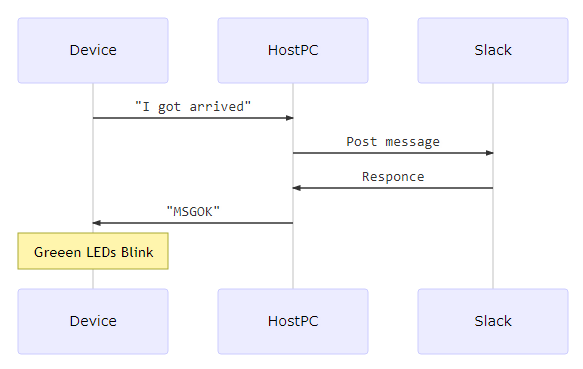 Device HostPC Slack
"I got arrived"
Post message
Responce
"MSGOK"
Greeen LEDs Blink
Device HostPC Slack